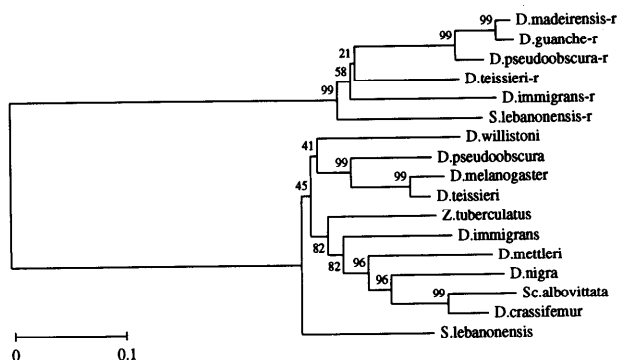 99 D.madeirensis-r
99 D.guanche-r
21 D.pseudoobscura-r
58 D.teissieri-r
99 D.immigrans-r
S.lebanonensis-r
41 D.willistoni
99 D.pseudoobscura
99 D.melanogaster
45 D.teissieri
Z.tuberculatus
82 D.immigrans
82 96 D.mettleri
96 D.nigra
99 Sc.albovittata
D.crassifemur
S.lebanonensis
0 0.1